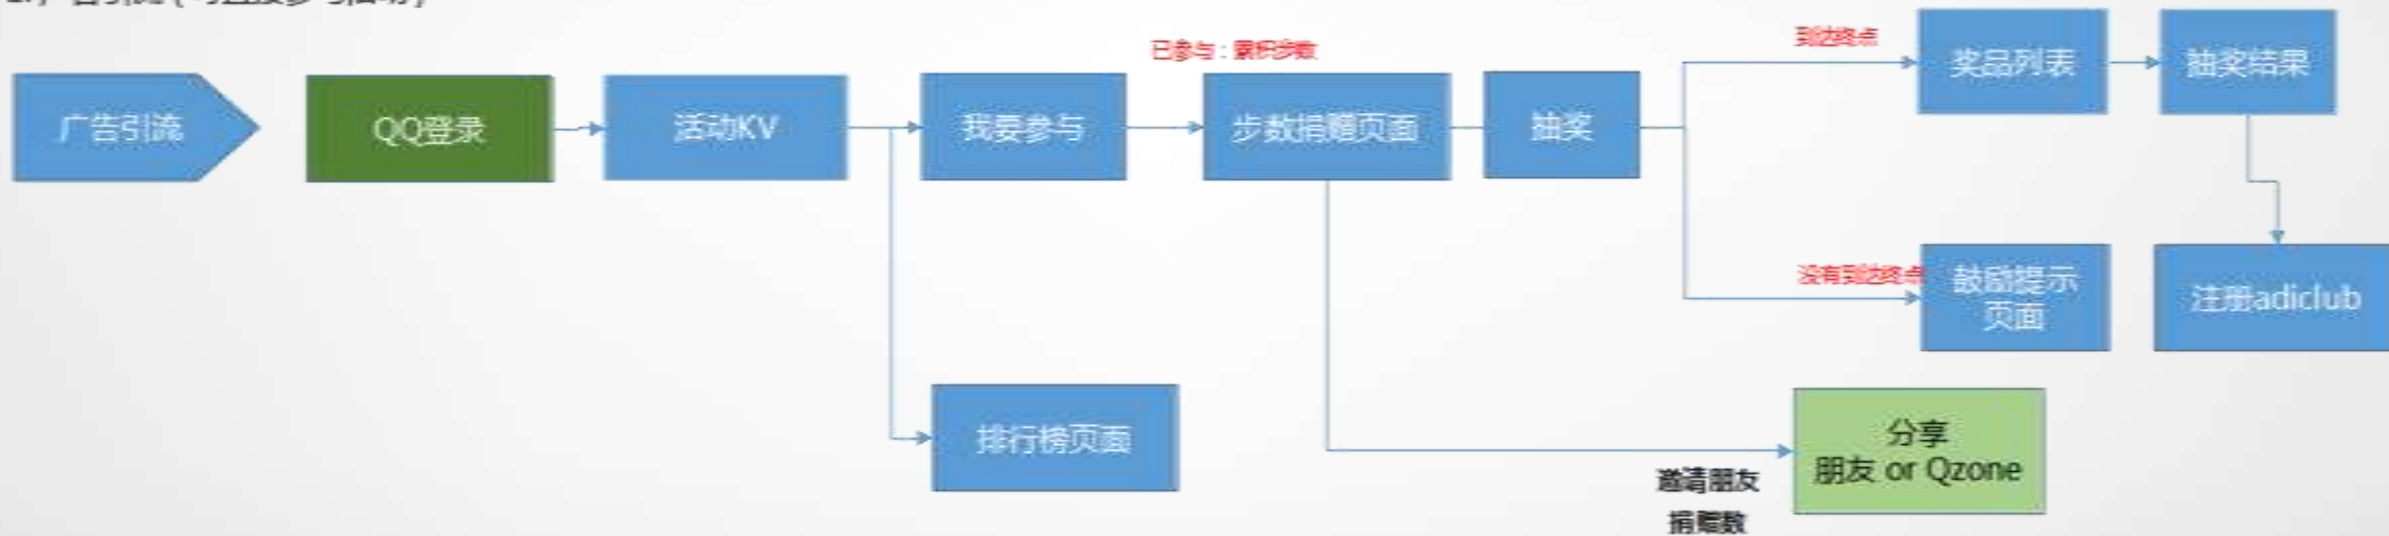 已参与：累积步数
到达终点
广告引流
QQ登录
活动KV
我要参与
步数捐赠页面
抽奖
奖品列表
抽奖结果
没有到达终点
鼓励提示
页面
注册adiclub
排行榜页面
分享
朋友 or Qzone
邀请朋友
捐赠数